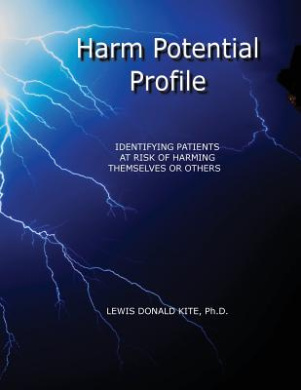 Harm Potential
Profile
IDENTIFYING PATIENTS
AT RISK OF HARMING
THEMSELVES OR OTHERS
LEWIS DONALD KITE, Ph.D.